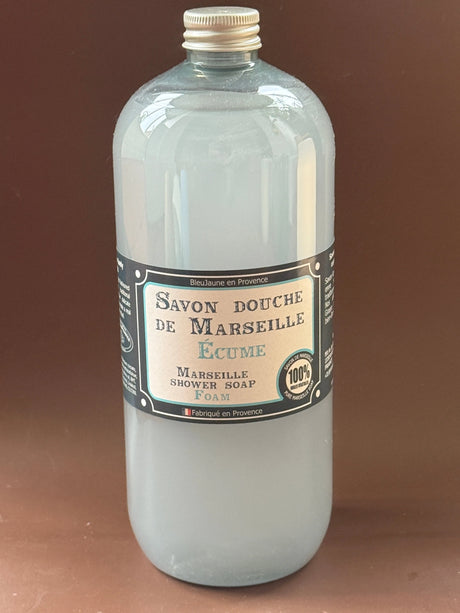 BleuJaune en Provence
SAVON DOUCHE
DE MARSEILLE
ÉCUME
MARSEILLE
SHOWER SOAP
FOAM
100%
Fabriqué en Provence